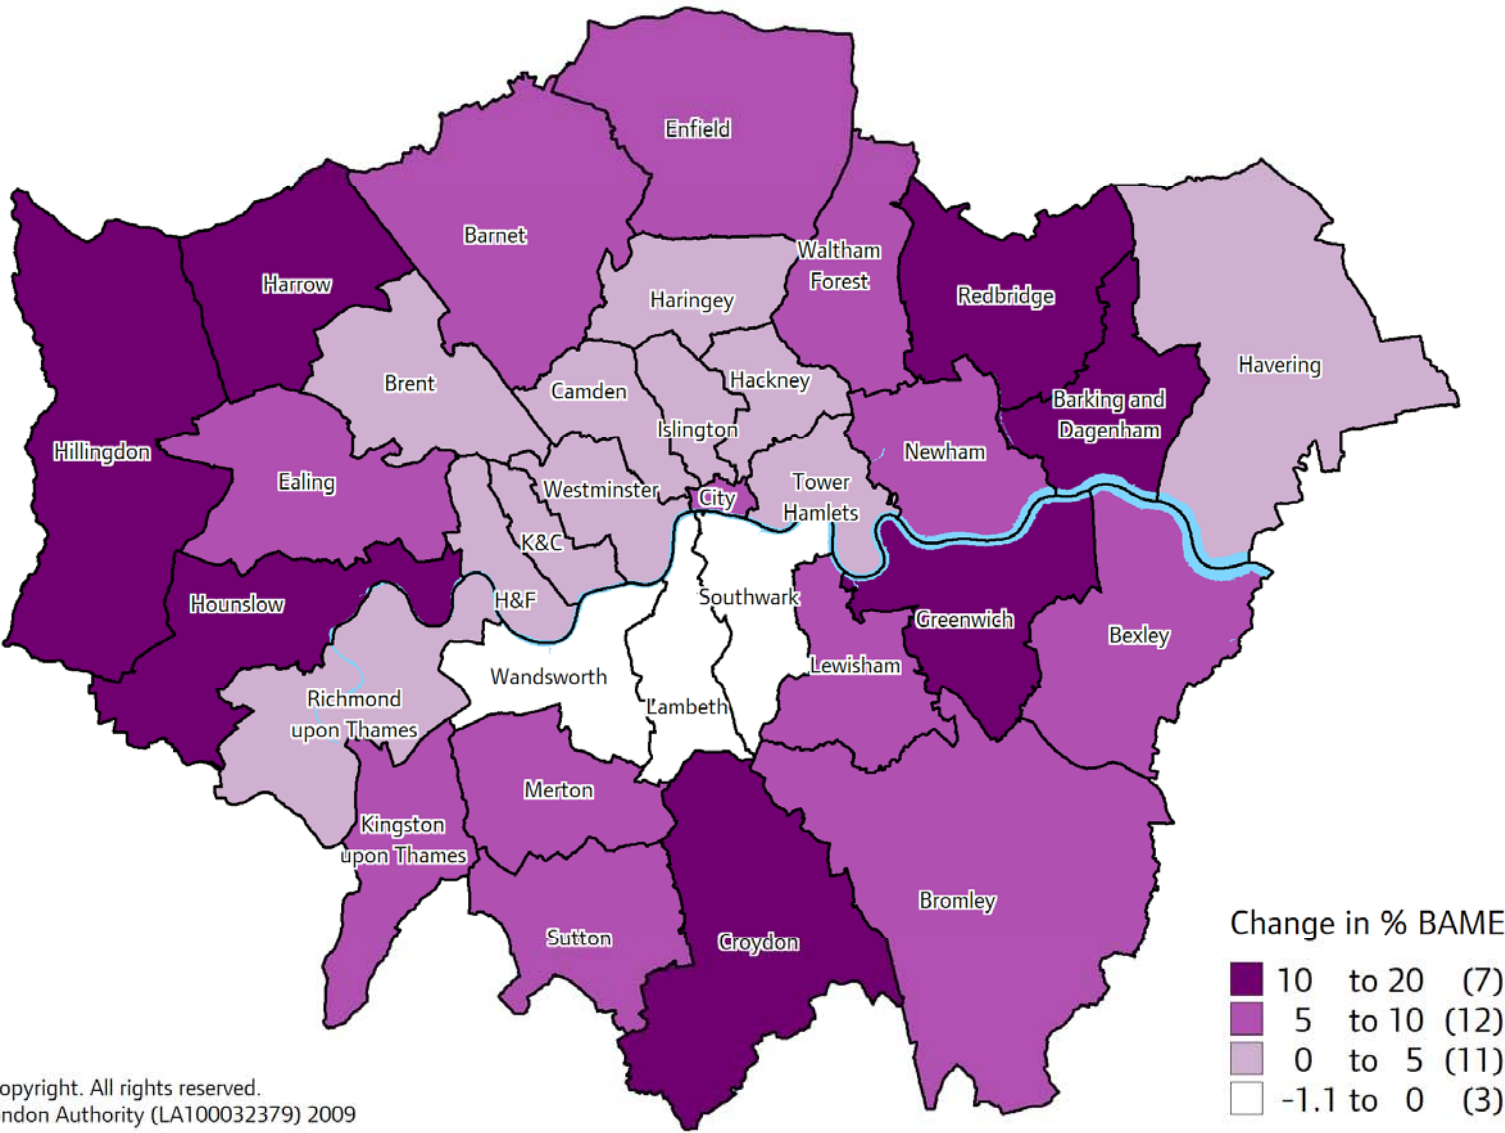 Enfield
Barnet
Waltham
Forest
Harrow
Redbridge
Haringey
Havering
Brent
Camden
Hackney
Barking and
Dagenham
Islington
Hillingdon
Newham
Ealing
Westminster
City
Tower
Hamlets
K&C
H&F
Hounslow
Southwark
Greenwich
Bexley
Wandsworth
Lewisham
Richmond
upon Thames
Lambeth
Merton
Kingston
upon Thames
Bromley
Sutton
Croydon
Change in % BAME
10 to 20 (7)
5 to 10 (12)
0 to 5 (11)
-1.1 to 0 (3)
opyright. All rights reserved.
ndon Authority (LA100032379) 2009